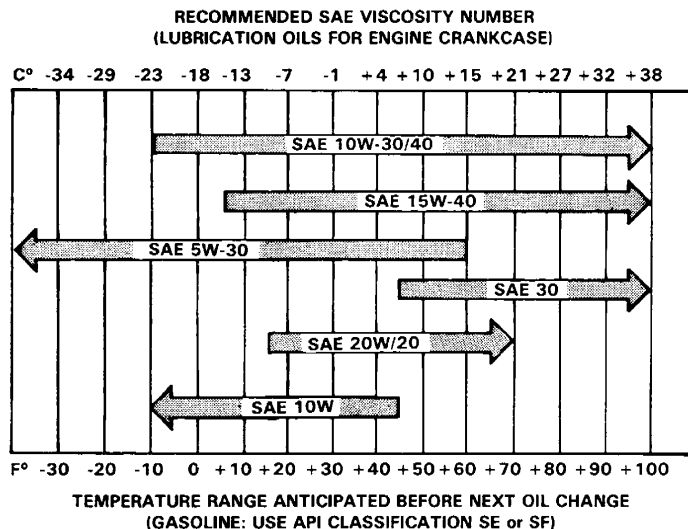 RECOMMENDED SAE VISCOSITY NUMBER
(LUBRICATION OILS FOR ENGINE CRANKCASE)
C° -34 -29 -23 -18 -13 -7 -1 +4 +10 +15 +21 +27 +32 +38
SAE 10W-30/40
SAE 15W-40
SAE 5W-30
SAE 30
SAE 20W/20
SAE 10W
F° -30 -20 -10 0 +10 +20 +30 +40 +50 +60 +70 +80 +90 +100
TEMPERATURE RANGE ANTICIPATED BEFORE NEXT OIL CHANGE
(GASOLINE: USE API CLASSIFICATION SE or SF)